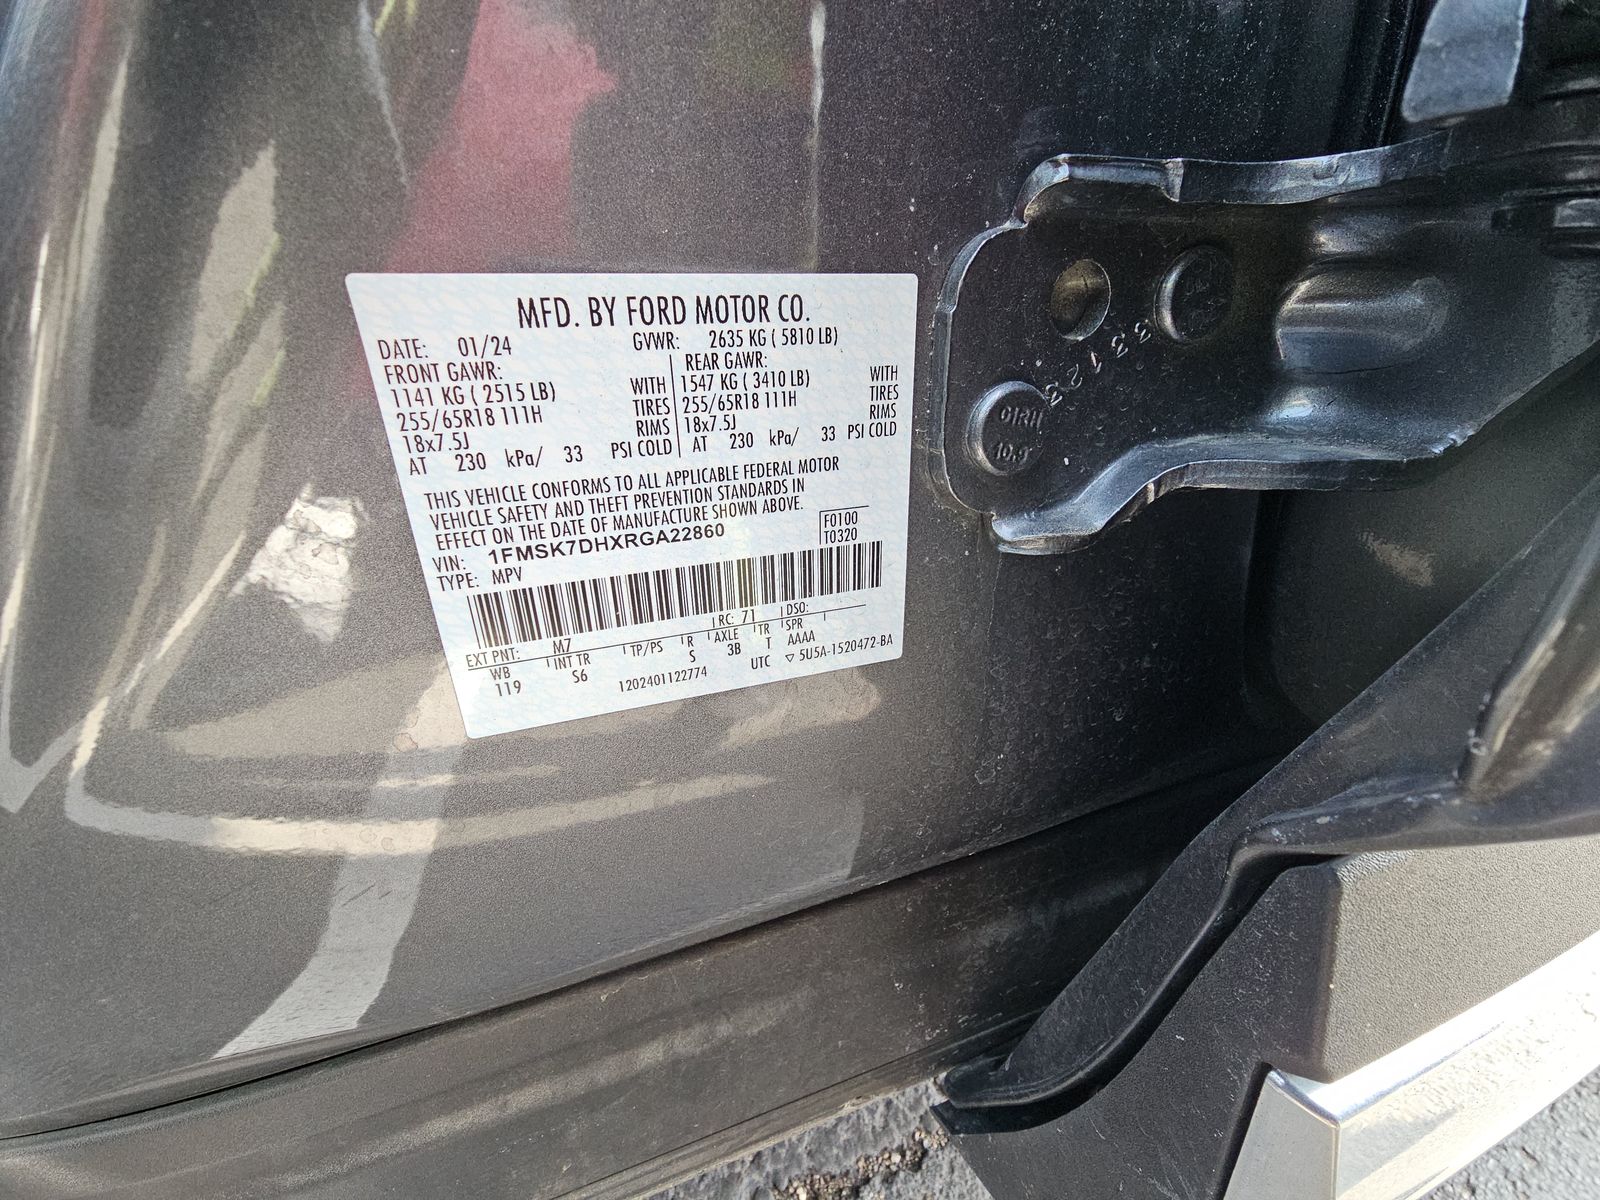 MFD. BY FORD MOTOR CO.
DATE: 01/24 GVWR: 2635 KG ( 5810 LB)
FRONT GAWR: REAR GAWR:
1141 KG ( 2515 LB) WITH 1547 KG ( 3410 LB) WITH
255/65R18 111H TIRES 255/65R18 111H TIRES
18x7.5J RIMS 18x7.5J RIMS
AT 230 kPa/ 33 PSI COLD AT 230 kPa/ 33 PSI COLD
THIS VEHICLE CONFORMS TO ALL APPLICABLE FEDERAL MOTOR
VEHICLE SAFETY AND THEFT PREVENTION STANDARDS IN
EFFECT ON THE DATE OF MANUFACTURE SHOWN ABOVE.
VIN: 1FMSK7DHXRGA22860 F0100
TYPE: MPV T0320
EXT PNT: M7 RC: 71 DSO:
WB INT TR TP/PS R AXLE TR SPR
119 S6 S 3B T AAAA
1202401122774 UTC ▽ 5U5A-1520472-BA
331123
10.9